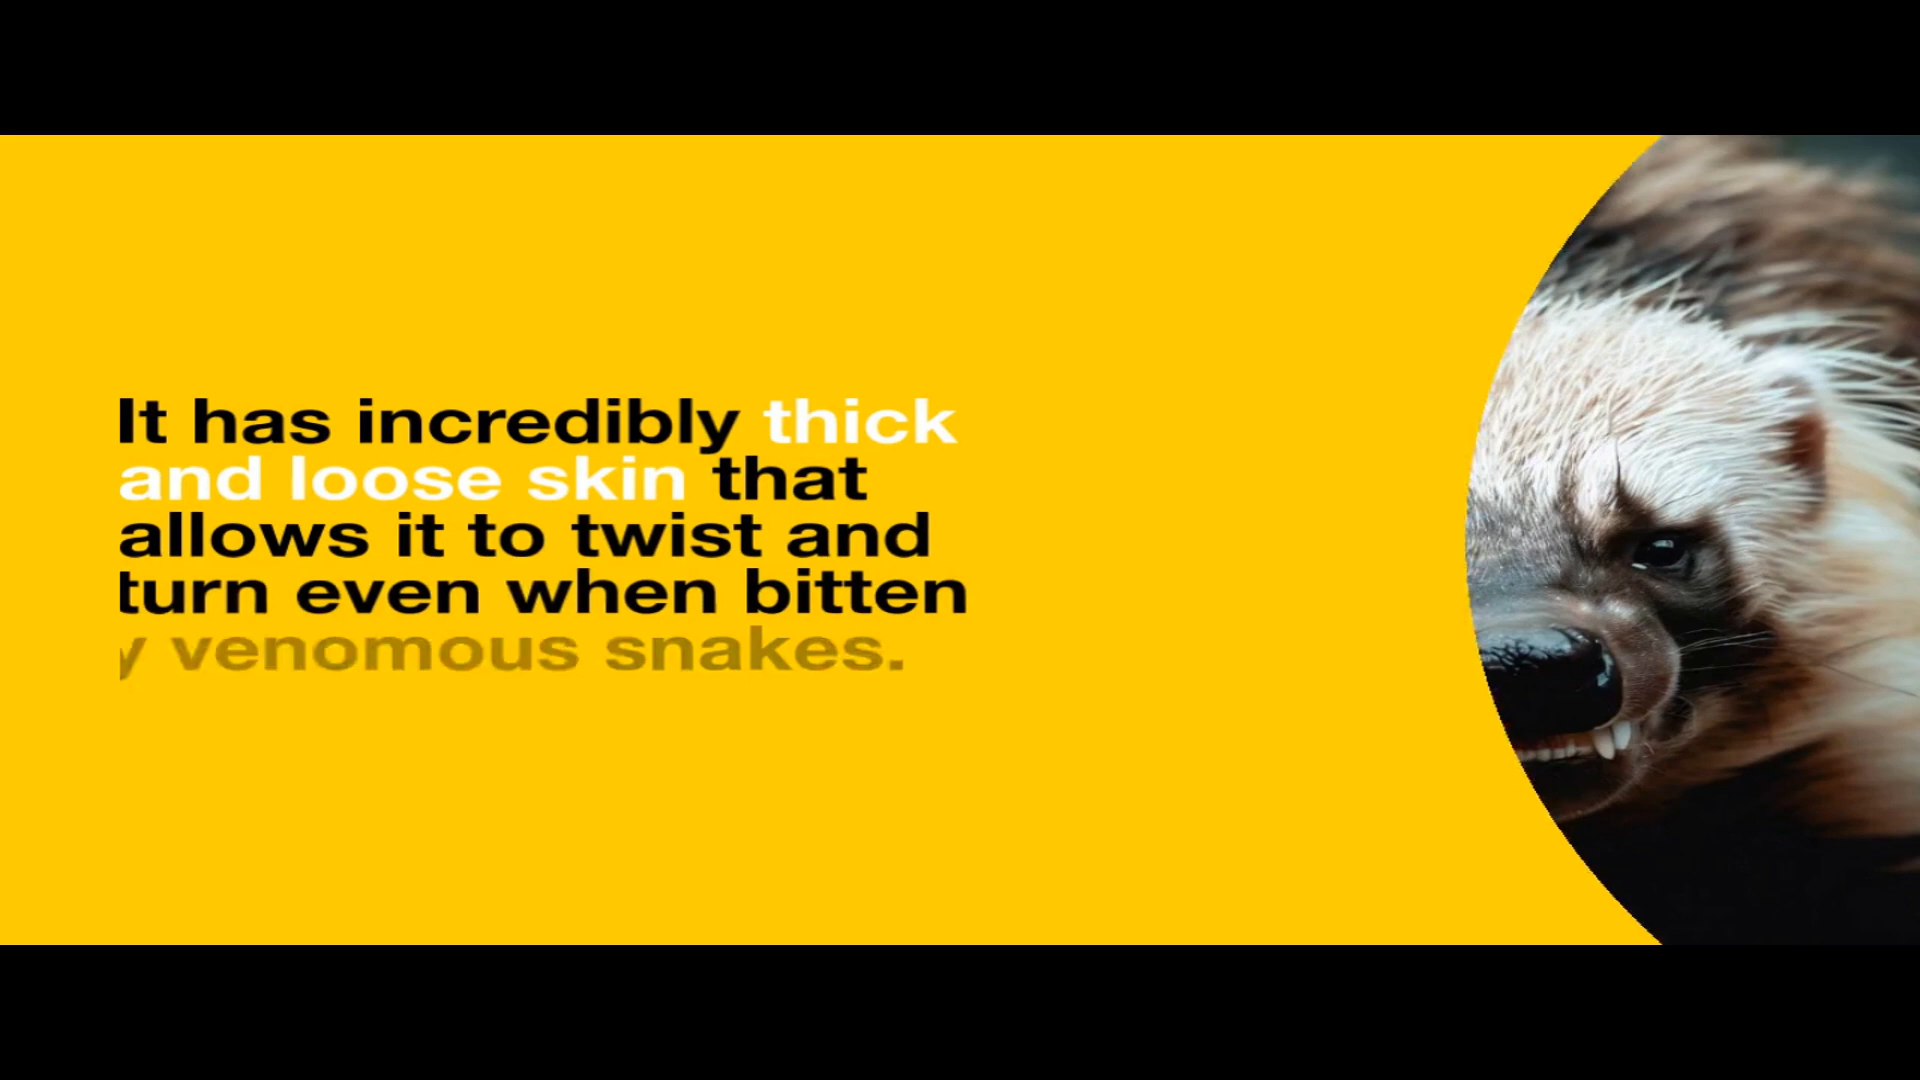 It has incredibly thick
and loose skin that
allows it to twist and
turn even when bitten
y venomous snakes.